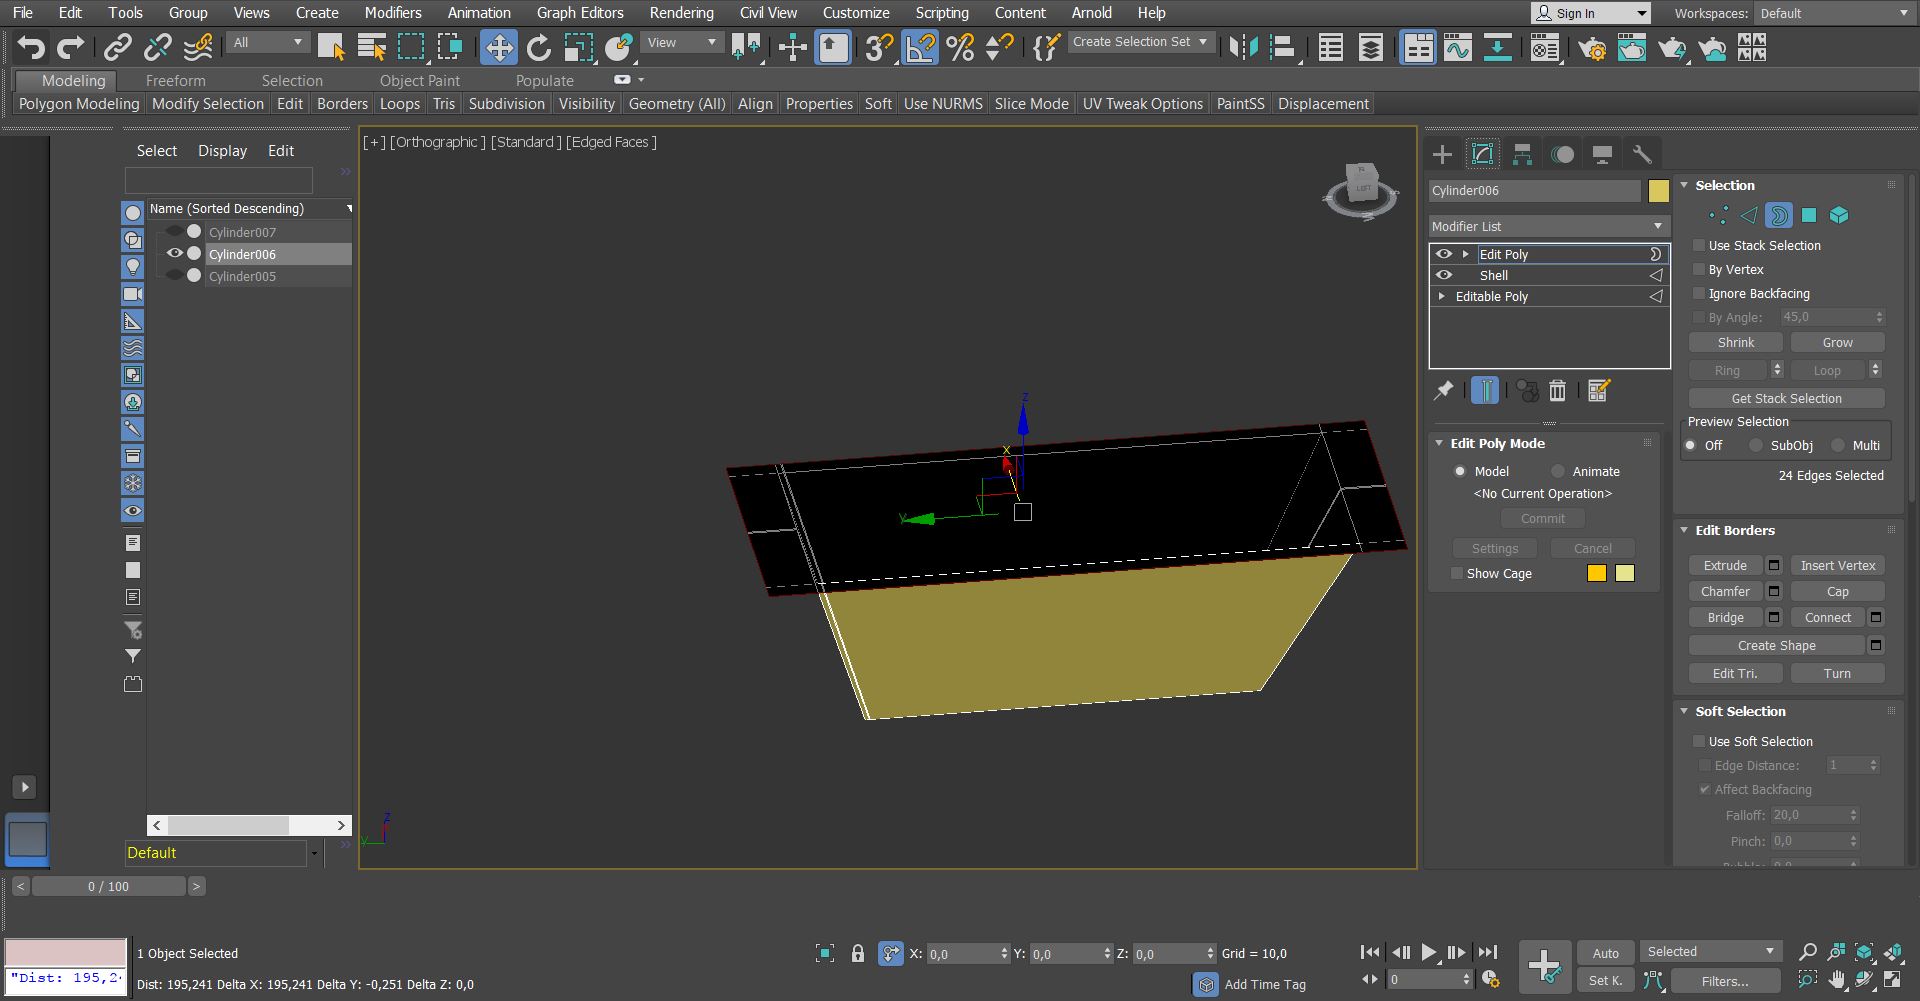 File Edit Tools Group Views Create Modifiers Animation Graph Editors Rendering Civil View Customize Scripting Content Arnold Help Sign In Workspaces: Default
All View Create Selection Set
Modeling Freeform Selection Object Paint Populate
Polygon Modeling Modify Selection Edit Borders Loops Tris Subdivision Visibility Geometry (All) Align Properties Soft Use NURMS Slice Mode UV Tweak Options PaintSS Displacement
Select Display Edit
Name (Sorted Descending)
Cylinder007
Cylinder006
Cylinder005
Default
0 / 100
[+] [Orthographic] [Standard] [Edged Faces]
LEFT
z
x
y
z
y
Cylinder006
Modifier List
Edit Poly
Shell
Editable Poly
Edit Poly Mode
Model Animate
<No Current Operation>
Commit
Settings Cancel
Show Cage
Selection
Use Stack Selection
By Vertex
Ignore Backfacing
By Angle: 45,0
Shrink Grow
Ring Loop
Get Stack Selection
Preview Selection
Off SubObj Multi
24 Edges Selected
Edit Borders
Extrude Insert Vertex
Chamfer Cap
Bridge Connect
Create Shape
Edit Tri. Turn
Soft Selection
Use Soft Selection
Edge Distance: 1
Affect Backfacing
Falloff: 20,0
Pinch: 0,0
"Dist: 195,2
1 Object Selected
Dist: 195,241 Delta X: 195,241 Delta Y: -0,251 Delta Z: 0,0
X: 0,0 Y: 0,0 Z: 0,0 Grid = 10,0
Add Time Tag
0
Auto Selected
Set K. Filters...